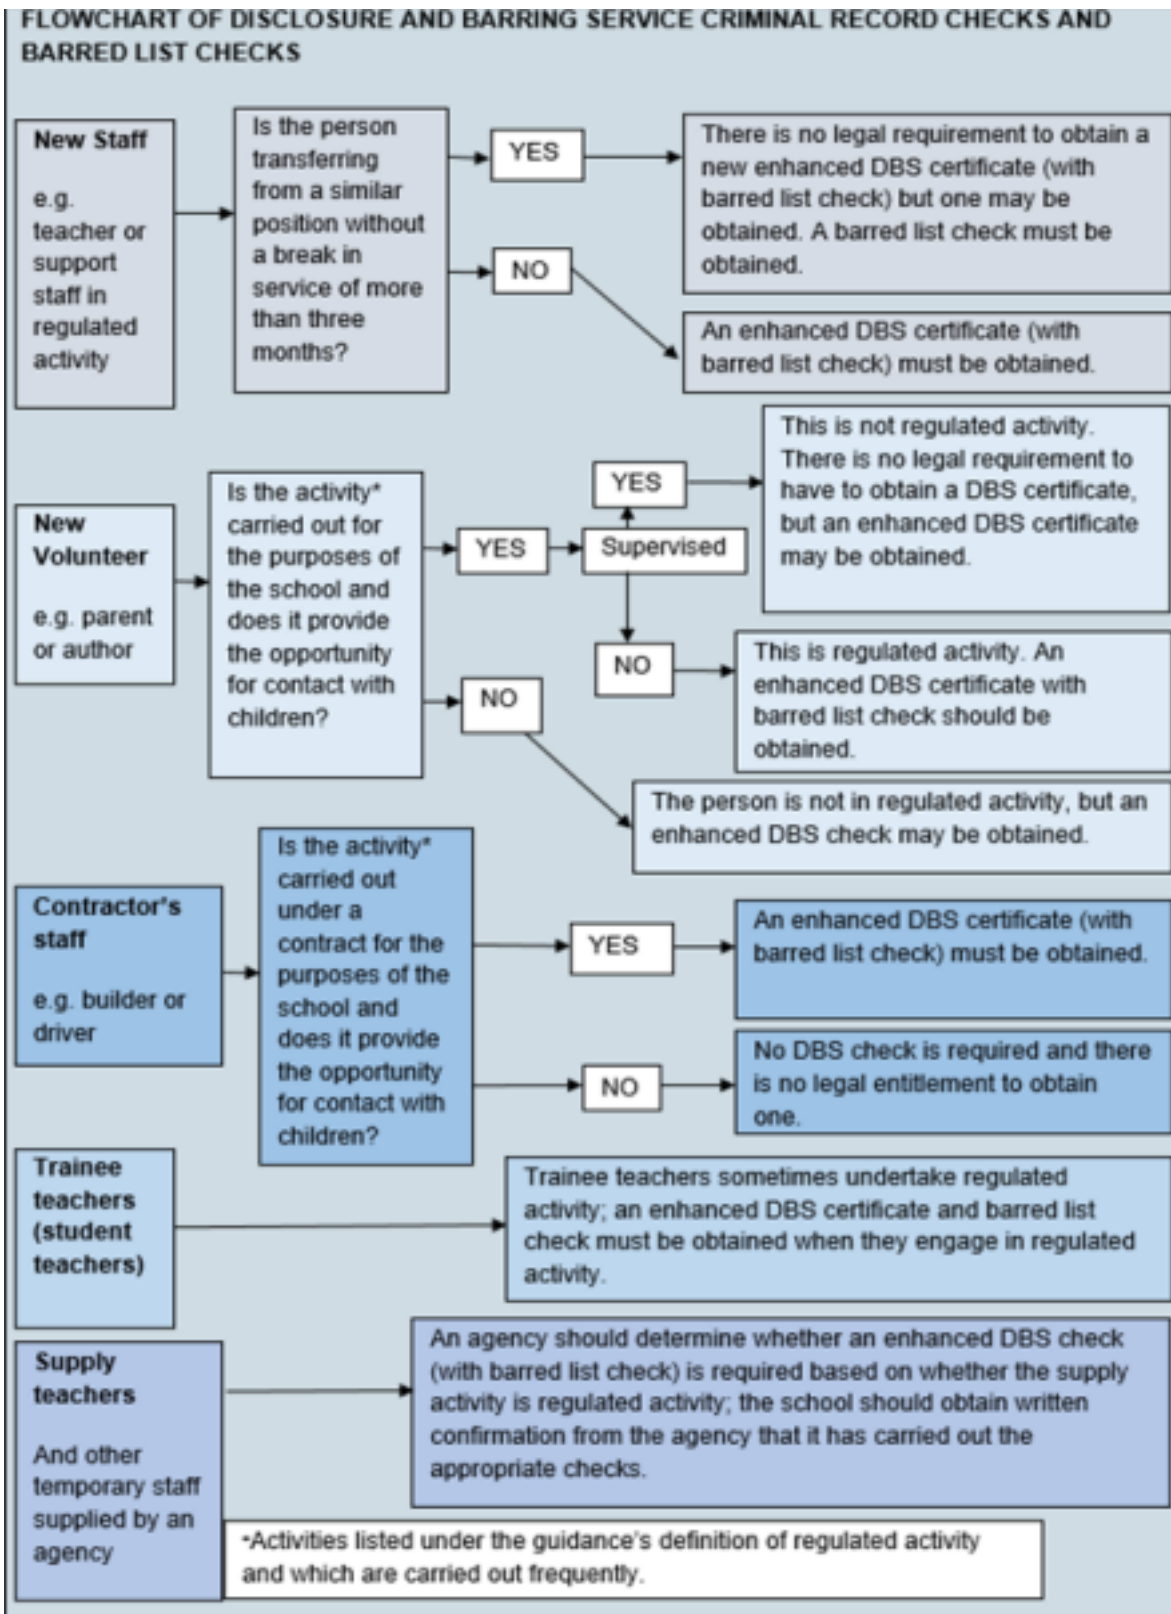 FLOWCHART OF DISCLOSURE AND BARRING SERVICE CRIMINAL RECORD CHECKS AND
BARRED LIST CHECKS
New Staff
e.g.
teacher or
support
staff in
regulated
activity
Is the person
transferring
from a similar
position without
a break in
service of more
than three
months?
YES
There is no legal requirement to obtain a
new enhanced DBS certificate (with
barred list check) but one may be
obtained. A barred list check must be
obtained.
NO
An enhanced DBS certificate (with
barred list check) must be obtained.
New
Volunteer
e.g. parent
or author
Is the activity*
carried out for
the purposes of
the school and
does it provide
the opportunity
for contact with
children?
YES
Supervised
YES
This is not regulated activity.
There is no legal requirement to
have to obtain a DBS certificate,
but an enhanced DBS certificate
may be obtained.
NO
This is regulated activity. An
enhanced DBS certificate with
barred list check should be
obtained.
NO
The person is not in regulated activity, but an
enhanced DBS check may be obtained.
Contractor's
staff
e.g. builder or
driver
Is the activity*
carried out
under a
contract for the
purposes of the
school and
does it provide
the opportunity
for contact with
children?
YES
An enhanced DBS certificate (with
barred list check) must be obtained.
NO
No DBS check is required and there
is no legal entitlement to obtain
one.
Trainee
teachers
(student
teachers)
Trainee teachers sometimes undertake regulated
activity; an enhanced DBS certificate and barred list
check must be obtained when they engage in regulated
activity.
Supply
teachers
And other
temporary staff
supplied by an
agency
An agency should determine whether an enhanced DBS check
(with barred list check) is required based on whether the supply
activity is regulated activity; the school should obtain written
confirmation from the agency that it has carried out the
appropriate checks.
*Activities listed under the guidance's definition of regulated activity
and which are carried out frequently.